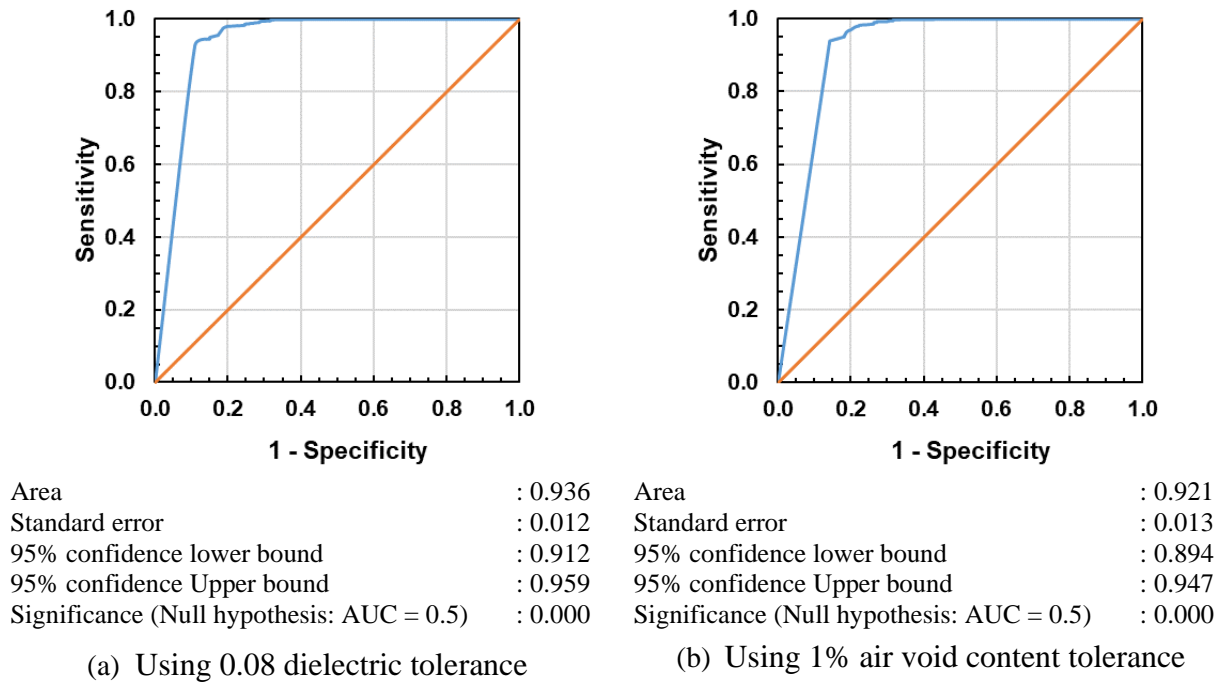 1.0
0.8
0.6
0.4
0.2
0.0
Sensitivity
0.0 0.2 0.4 0.6 0.8 1.0
1 - Specificity
Area : 0.936
Standard error : 0.012
95% confidence lower bound : 0.912
95% confidence Upper bound : 0.959
Significance (Null hypothesis: AUC = 0.5) : 0.000
(a) Using 0.08 dielectric tolerance
1.0
0.8
0.6
0.4
0.2
0.0
Sensitivity
0.0 0.2 0.4 0.6 0.8 1.0
1 - Specificity
Area : 0.921
Standard error : 0.013
95% confidence lower bound : 0.894
95% confidence Upper bound : 0.947
Significance (Null hypothesis: AUC = 0.5) : 0.000
(b) Using 1% air void content tolerance